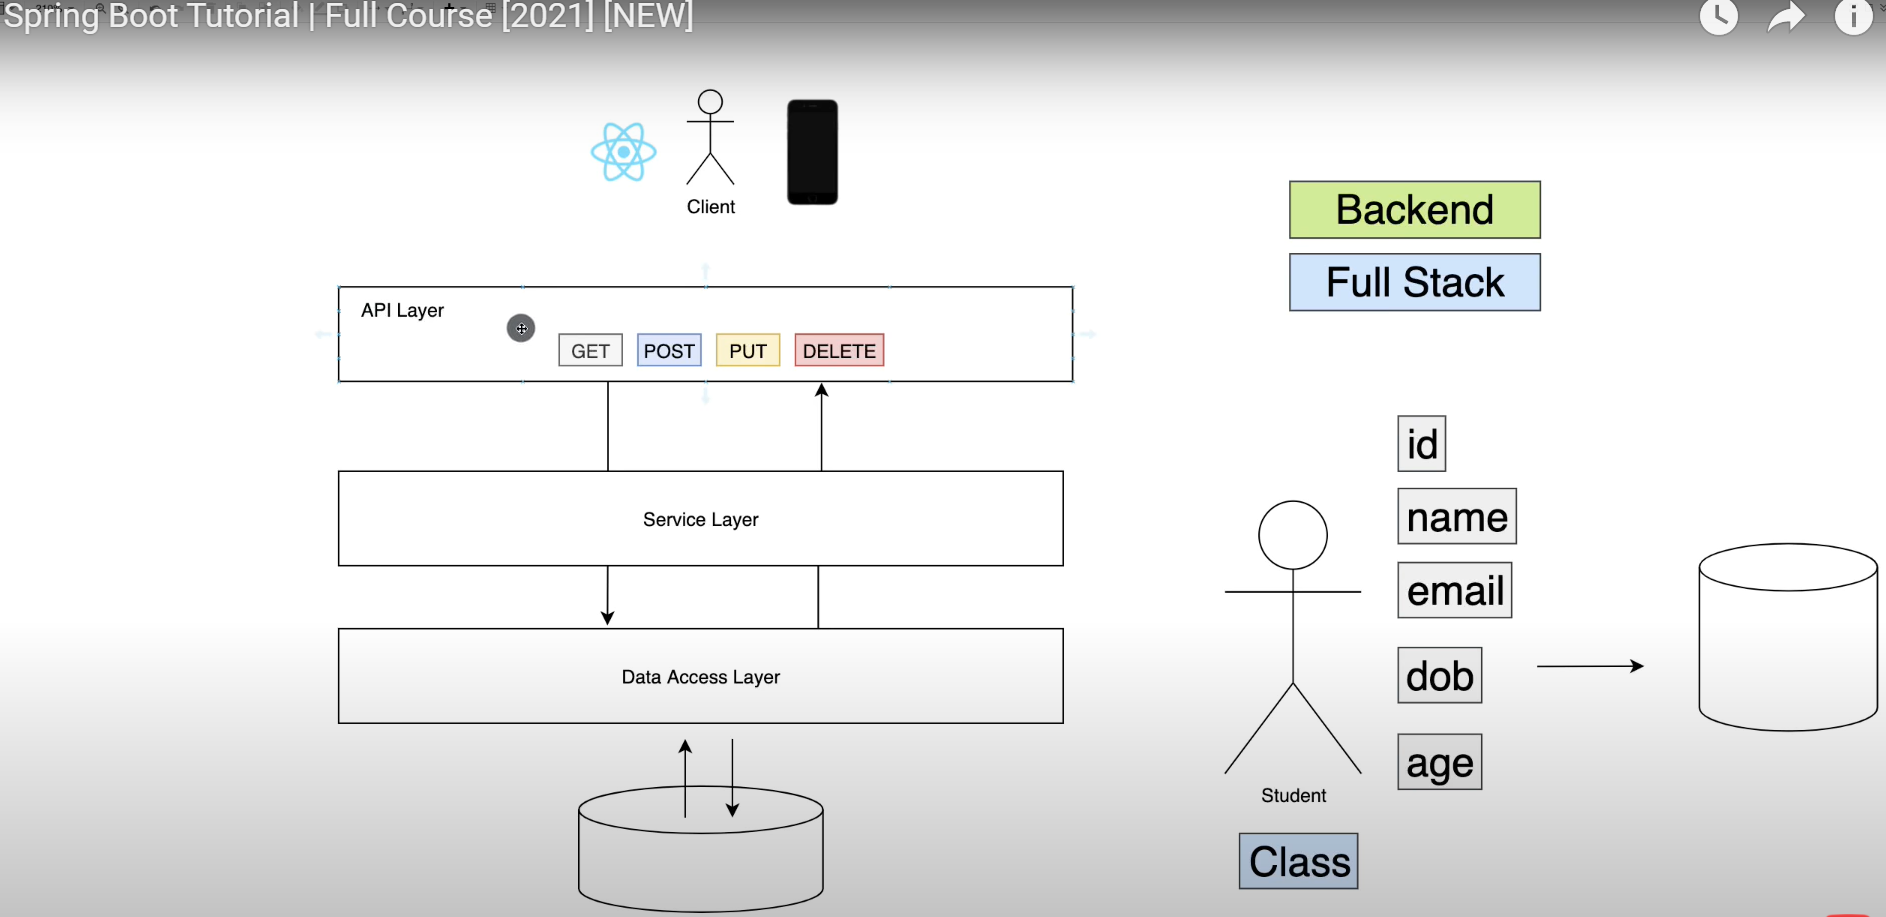 Spring Boot Tutorial | Full Course [2021] [NEW]
Client
Backend
Full Stack
API Layer
GET POST PUT DELETE
Service Layer
Data Access Layer
id
name
email
dob
age
Student
Class